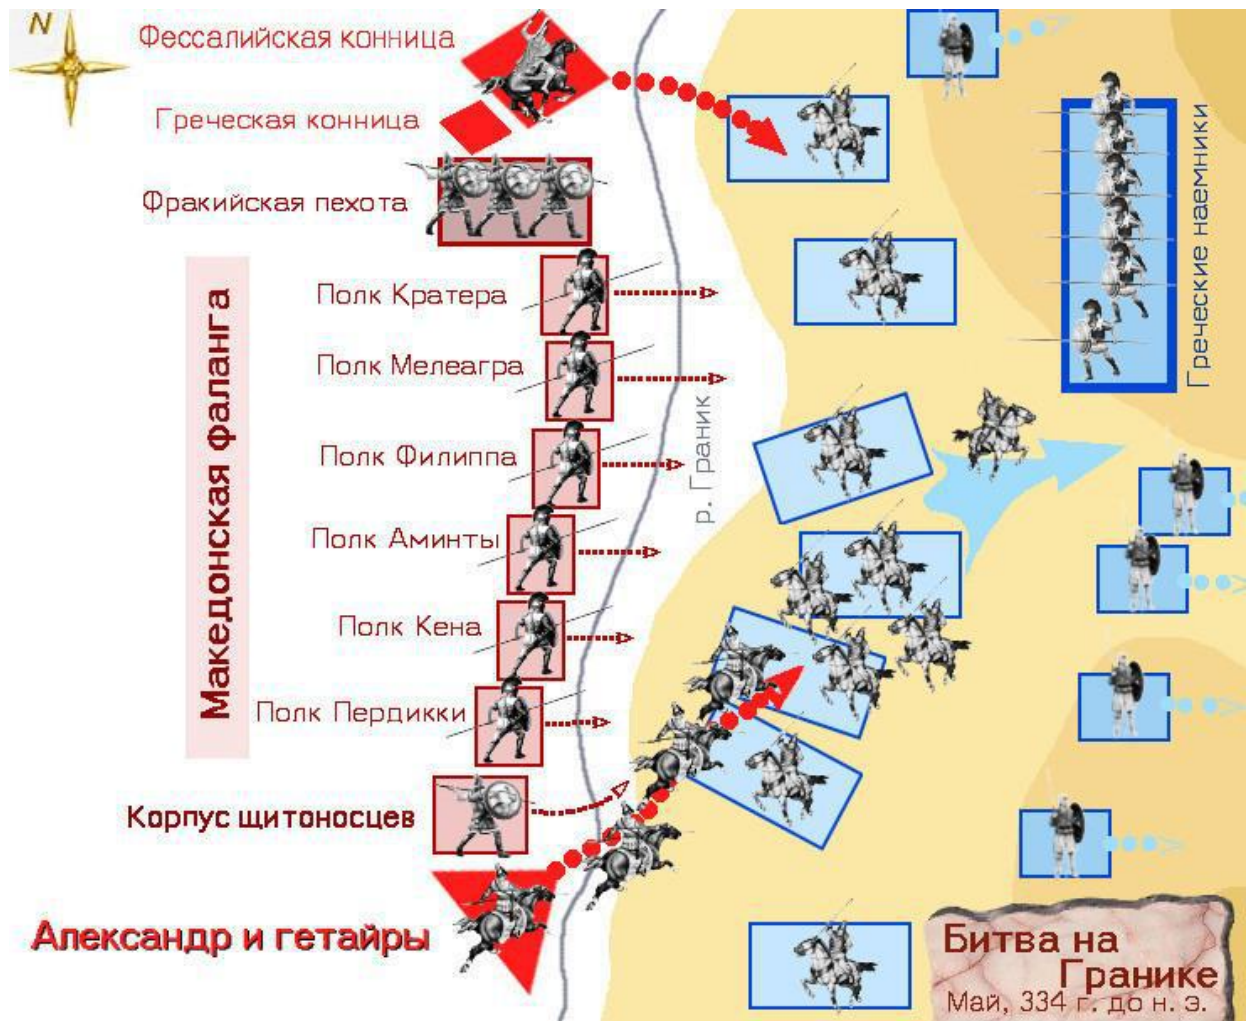 N
Фессалийская конница
Греческая конница
Фракийская пехота
Македонская фаланга
Полк Кратера
Полк Мелеагра
Полк Филиппа
Полк Аминты
Полк Кена
Полк Пердикки
Корпус щитоносцев
Александр и гетайры
р. Граник
Греческие наемники
Битва на
Гранике
Май, 334 г. до н. э.